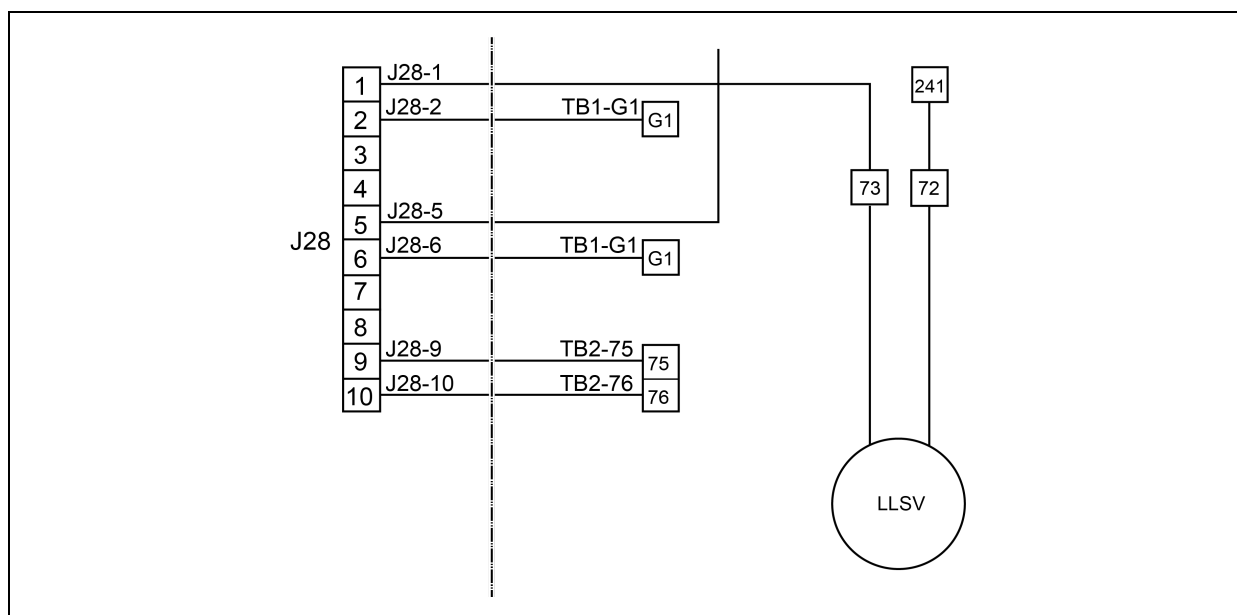 1 J28-1
241
2 J28-2 TB1-G1 G1
3
4
73 72
5 J28-5
J28
6 J28-6 TB1-G1 G1
7
8
9 J28-9 TB2-75 75
10 J28-10 TB2-76 76
LLSV